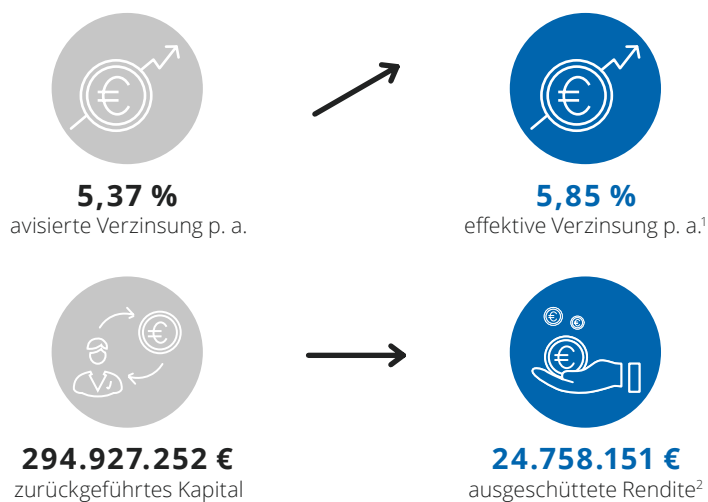 5,37 %
avisierte Verzinsung p. a.
5,85 %
effektive Verzinsung p. a.¹
294.927.252 €
zurückgeführtes Kapital
24.758.151 €
ausgeschüttete Rendite²